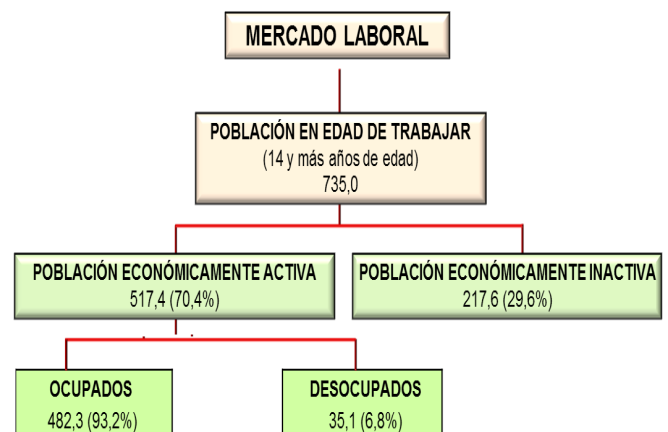 MERCADO LABORAL
POBLACIÓN EN EDAD DE TRABAJAR
(14 y más años de edad)
735,0
POBLACIÓN ECONÓMICAMENTE ACTIVA
517,4 (70,4%)
POBLACIÓN ECONÓMICAMENTE INACTIVA
217,6 (29,6%)
OCUPADOS
482,3 (93,2%)
DESOCUPADOS
35,1 (6,8%)